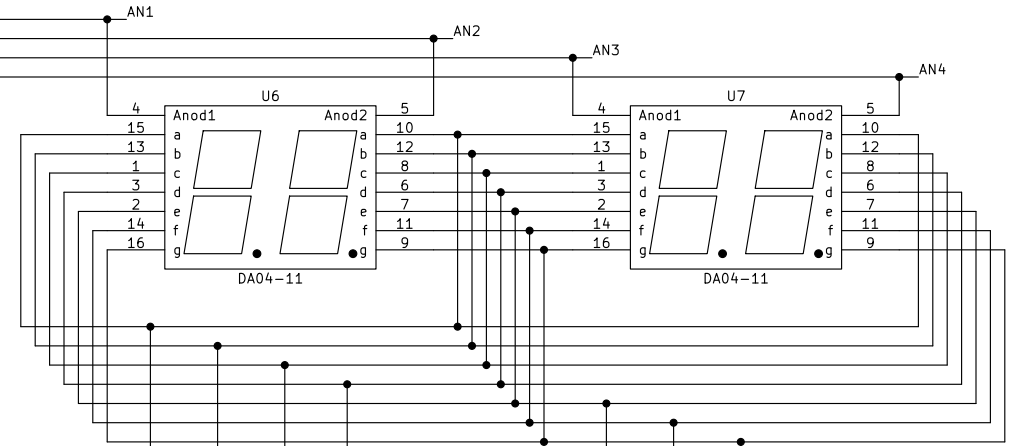 AN1
AN2
AN3
AN4
U6 U7
4 Anod1 Anod2 5 4 Anod1 Anod2 5
15 a a 10 15 a a 10
13 b b 12 13 b b 12
1 c c 8 1 c c 8
3 d d 6 3 d d 6
2 e e 7 2 e e 7
14 f f 11 14 f f 11
16 g g 9 16 g g 9
DA04-11 DA04-11